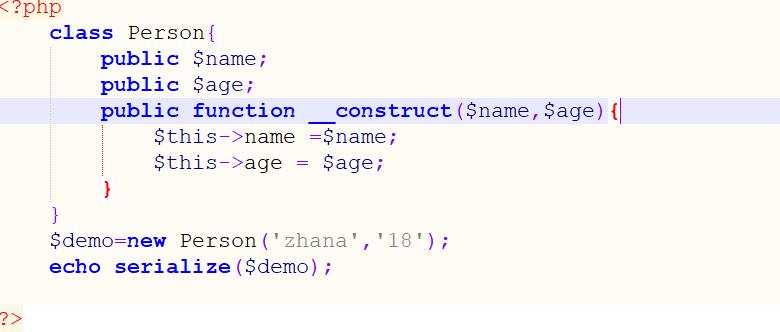 <?php
class Person{
public $name;
public $age;
public function __construct($name,$age){
$this->name =$name;
$this->age = $age;
}
}
$demo=new Person('zhana','18');
echo serialize($demo);
?>